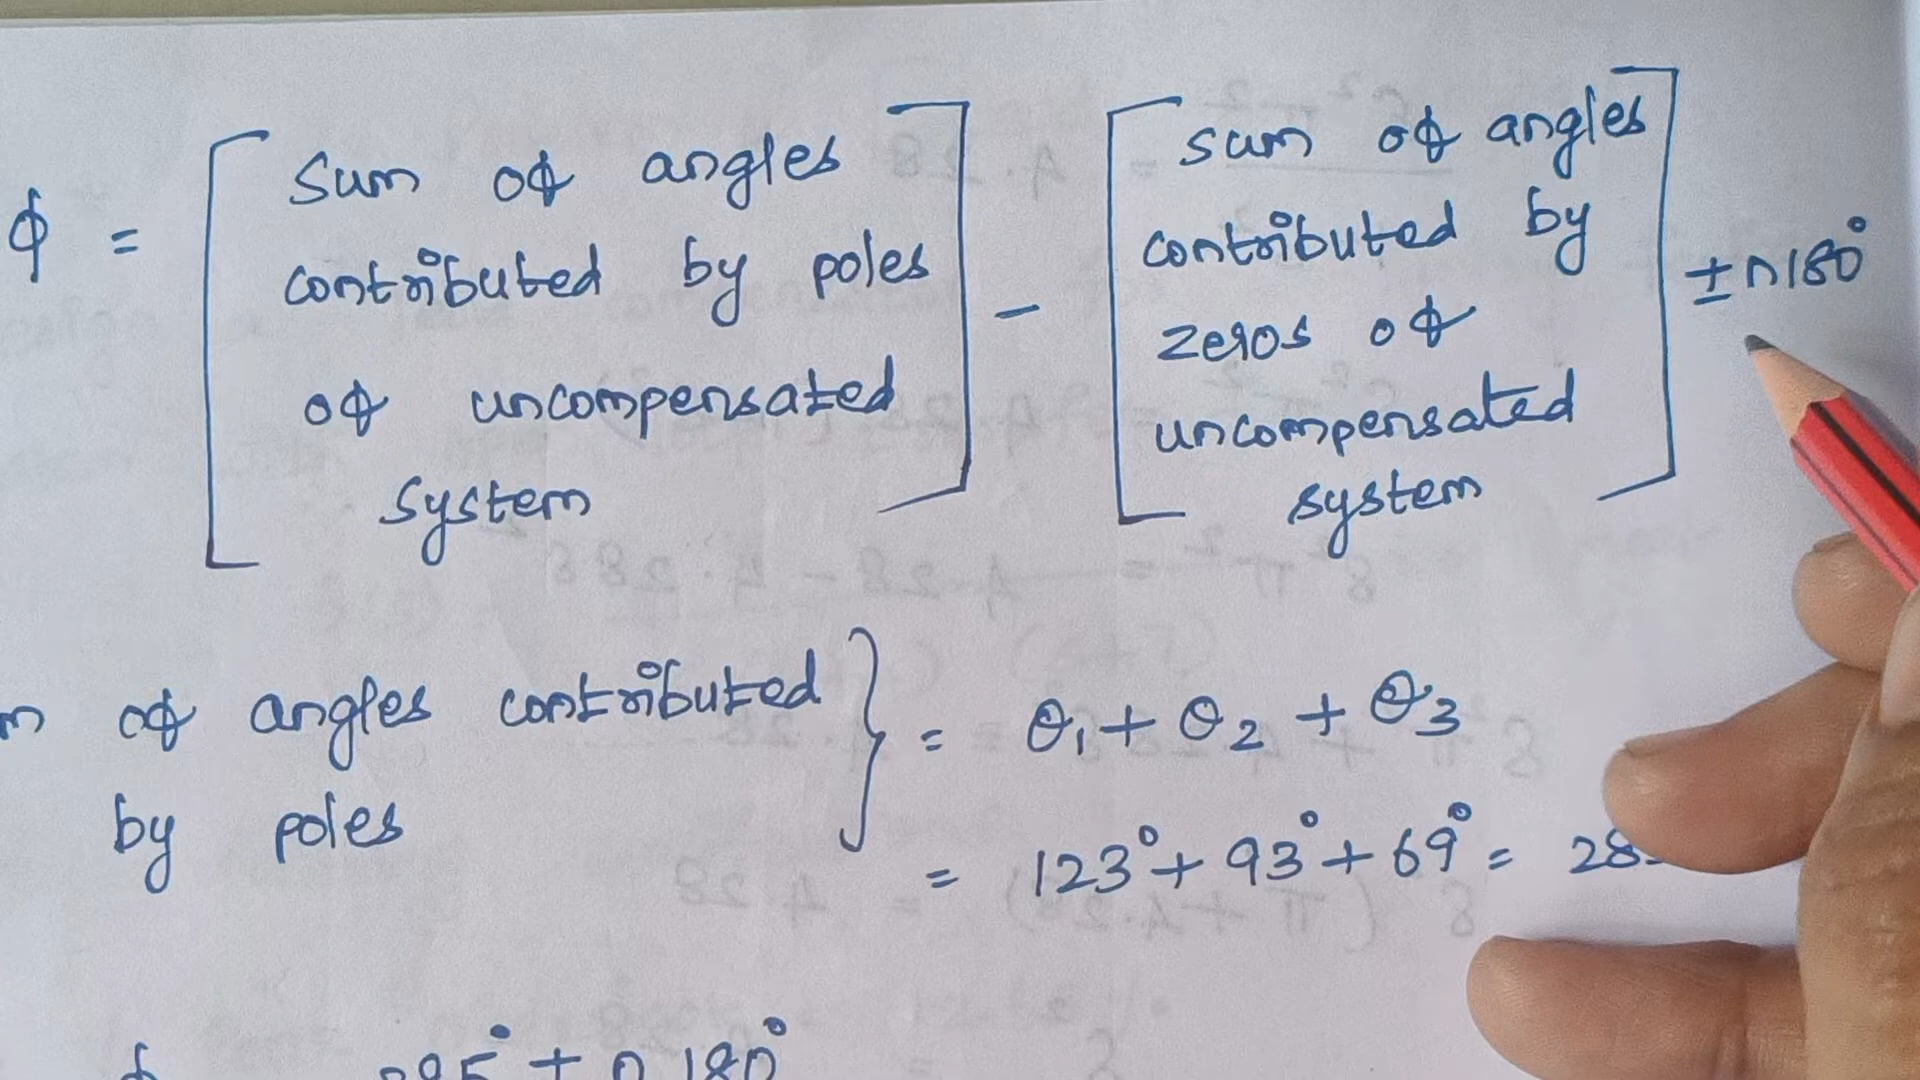 Sum of angles
contributed by poles
of uncompensated
system
sum of angles
contributed by
zeros of
uncompensated
system
ϕ = [ ] - [ ] ±n180°
of angles contributed
by poles
= θ₁ + θ₂ + θ₃
= 123° + 93° + 69° = 28